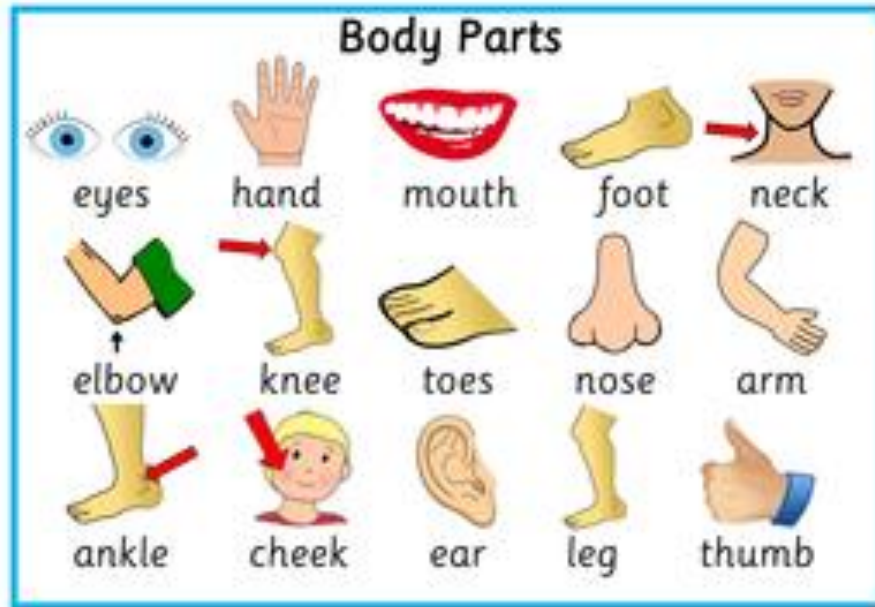 Body Parts
eyes hand mouth foot neck
elbow knee toes nose arm
ankle cheek ear leg thumb